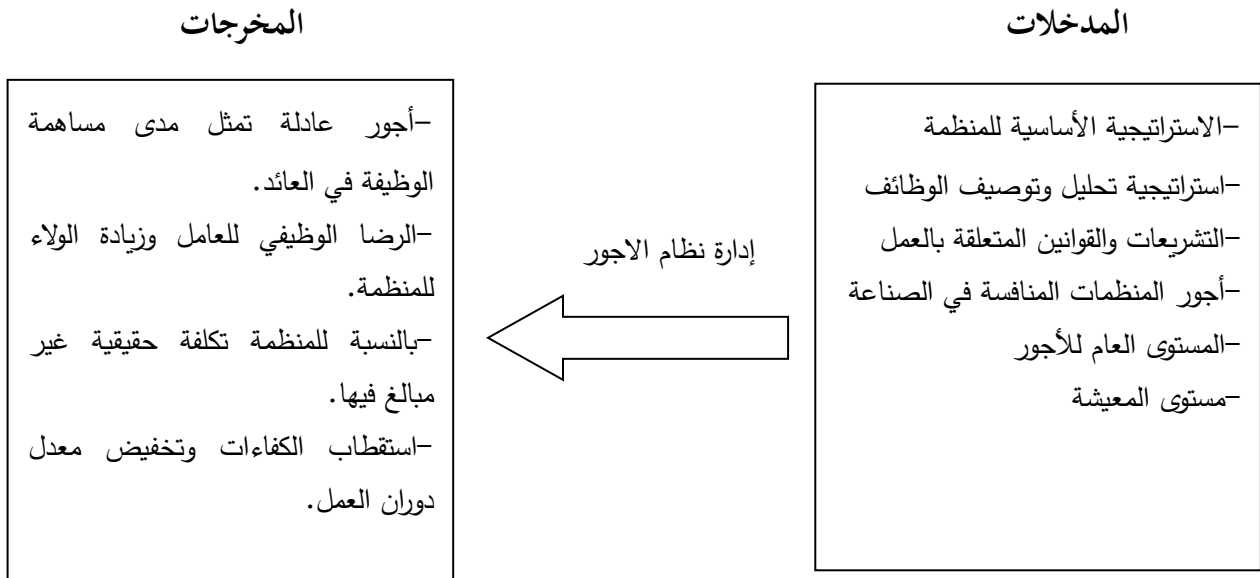 المدخلات
المخرجات
-الاستراتيجية الأساسية للمنظمة
-استراتيجية تحليل وتوصيف الوظائف
-التشريعات والقوانين المتعلقة بالعمل
-أجور المنظمات المنافسة في الصناعة
-المستوى العام للأجور
-مستوى المعيشة
إدارة نظام الاجور
-أجور عادلة تمثل مدى مساهمة
الوظيفة في العائد.
-الرضا الوظيفي للعامل وزيادة الولاء
للمنظمة.
-بالنسبة للمنظمة تكلفة حقيقية غير
مبالغ فيها.
-استقطاب الكفاءات وتخفيض معدل
دوران العمل.